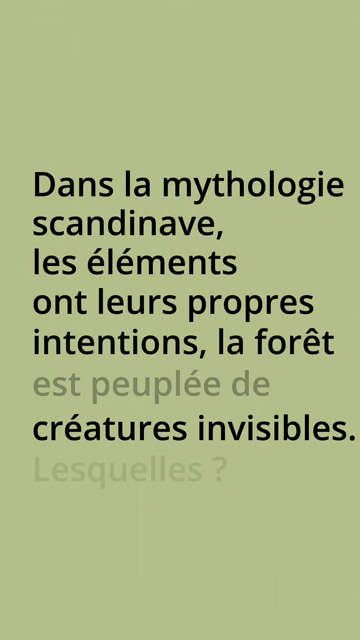 Dans la mythologie
scandinave,
les éléments
ont leurs propres
intentions, la forêt
est peuplée de
créatures invisibles.
Lesquelles ?